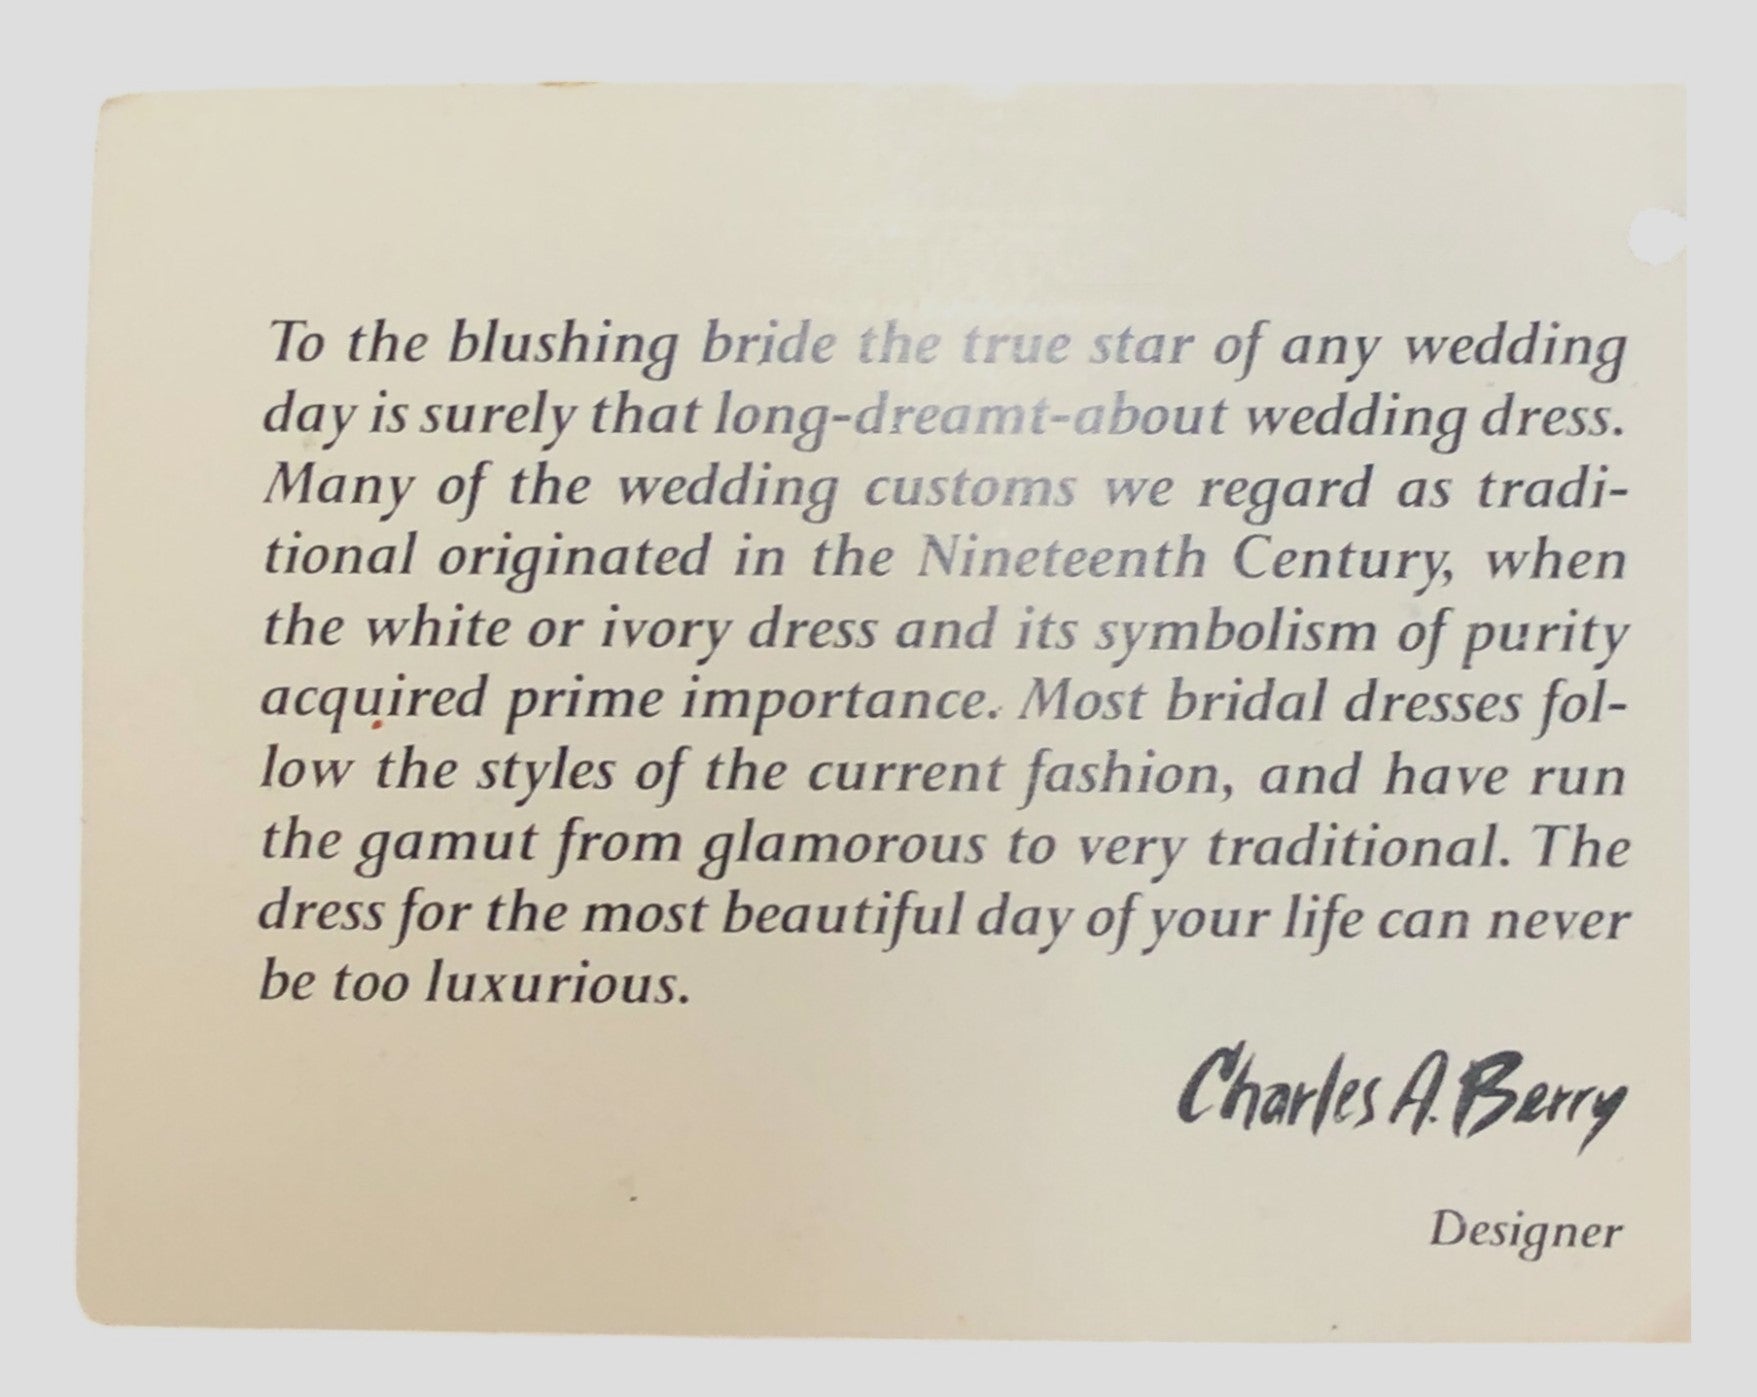 To the blushing bride the true star of any wedding
day is surely that long-dreamt-about wedding dress.
Many of the wedding customs we regard as tradi-
tional originated in the Nineteenth Century, when
the white or ivory dress and its symbolism of purity
acquired prime importance. Most bridal dresses fol-
low the styles of the current fashion, and have run
the gamut from glamorous to very traditional. The
dress for the most beautiful day of your life can never
be too luxurious.
Charles A. Berry
Designer